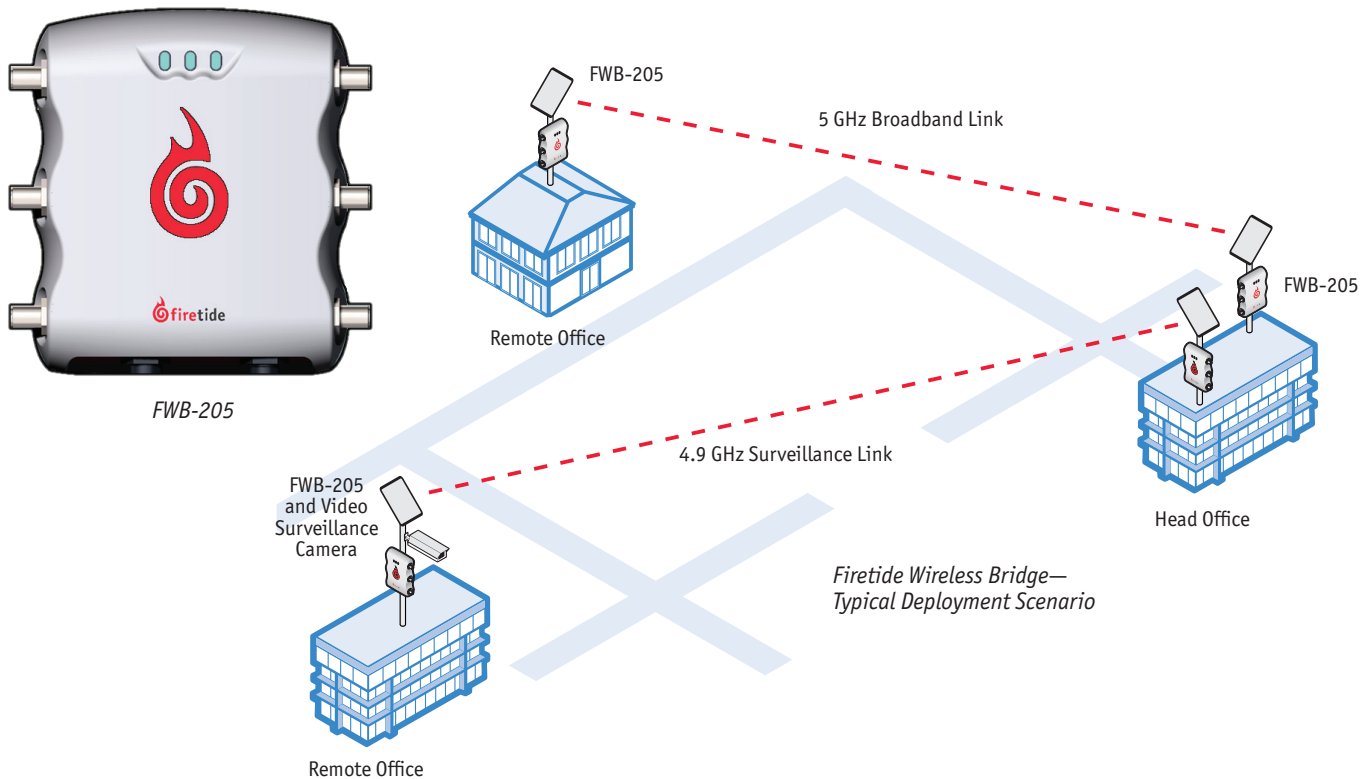 firetide
FWB-205
FWB-205
5 GHz Broadband Link
Remote Office
FWB-205
4.9 GHz Surveillance Link
FWB-205
and Video
Surveillance
Camera
Head Office
Firetide Wireless Bridge—
Typical Deployment Scenario
Remote Office